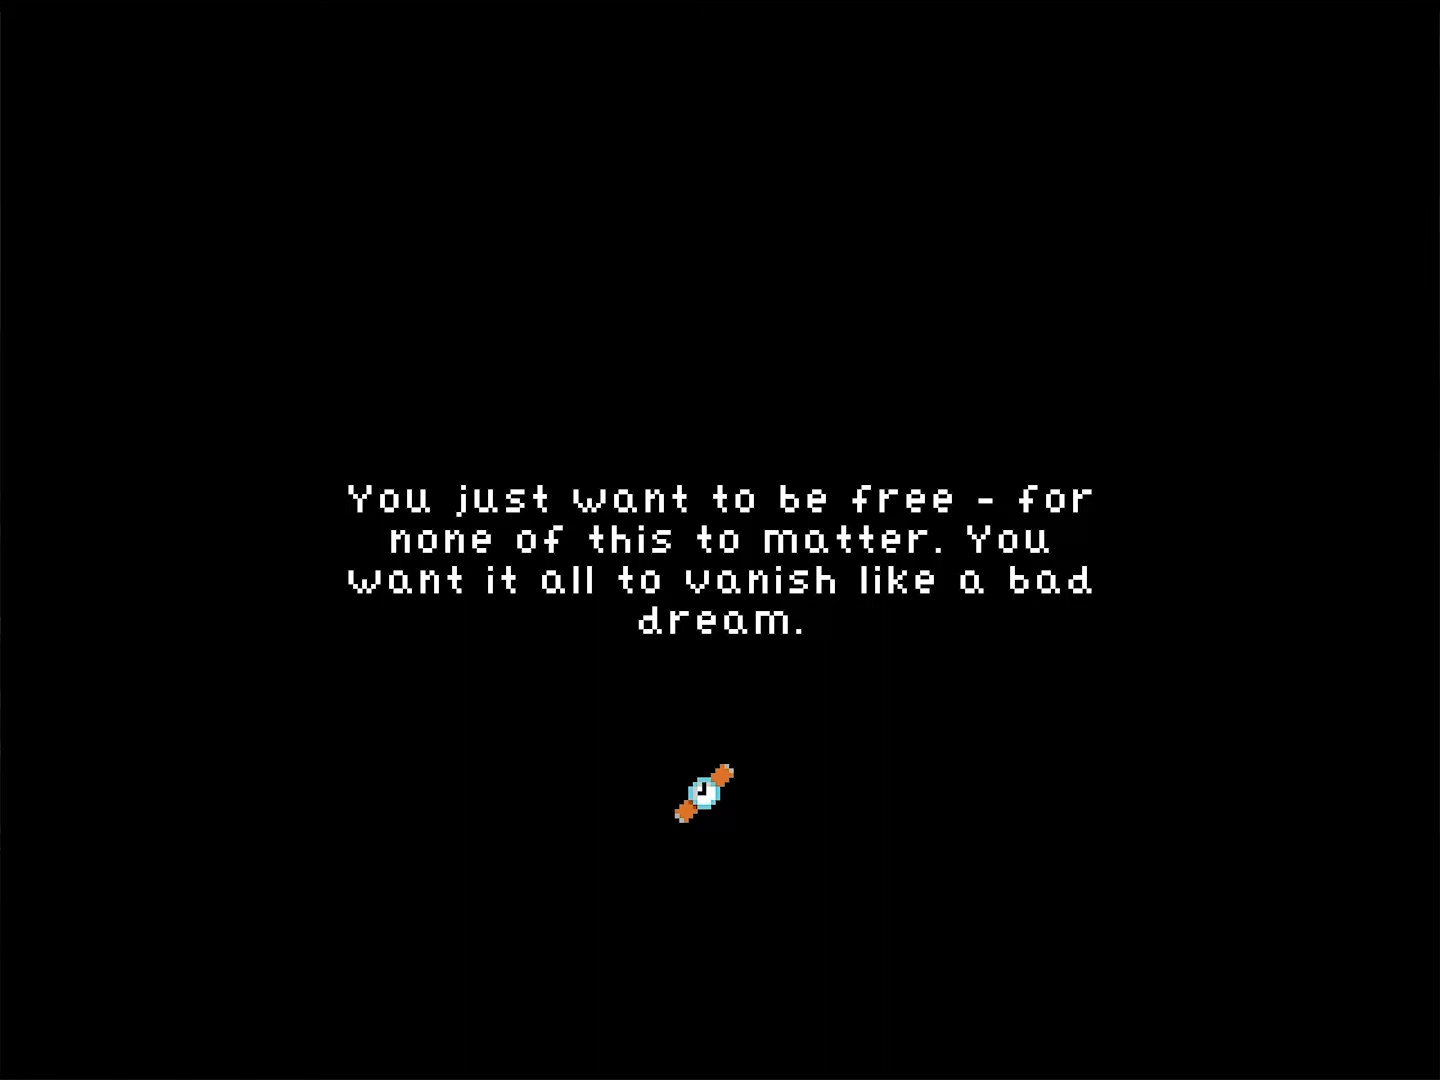 You just want to be free - for
none of this to matter. You
want it all to vanish like a bad
dream.